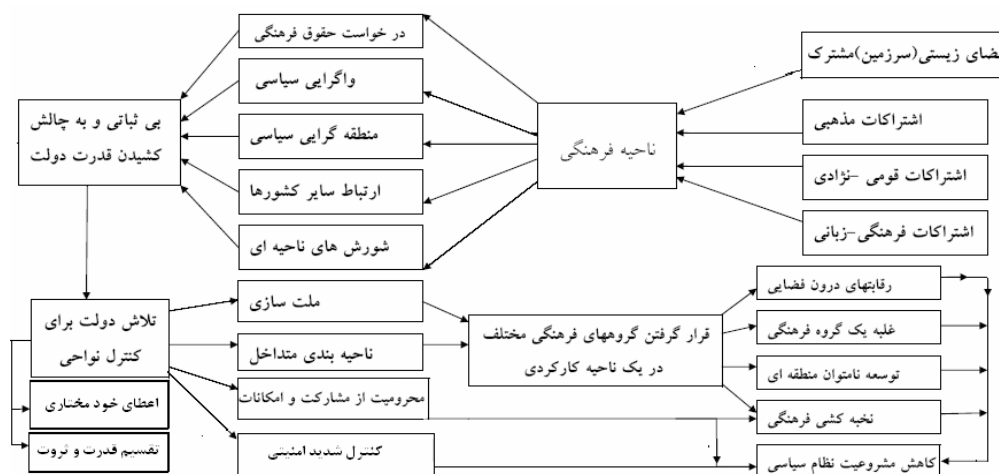 ضای زیستی(سرزمین)مشترک
اشتراکات مذهبی
اشتراکات قومی -نژادی
اشتراکات فرهنگی-زبانی
ناحیه فرهنگی
در خواست حقوق فرهنگی
واگرایی سیاسی
منطقه گرایی سیاسی
ارتباط سایر کشورها
شورش های ناحیه ای
بی ثباتی و به چالش
کشیدن قدرت دولت
تلاش دولت برای
کنترل نواحی
اعطای خود مختاری
تقسیم قدرت و ثروت
ملت سازی
ناحیه بندی متداخل
محرومیت از مشارکت و امکانات
کنترل شدید امنیتی
قرار گرفتن گروههای فرهنگی مختلف
در یک ناحیه کارکردی
رقابتهای درون فضایی
غلبه یک گروه فرهنگی
توسعه نامتوان منطقه ای
نخبه کشی فرهنگی
کاهش مشروعیت نظام سیاسی